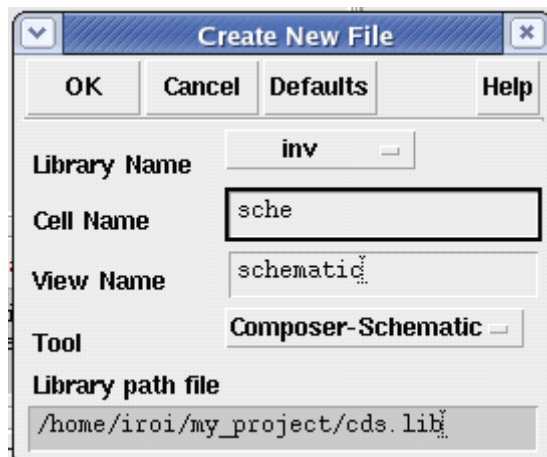 Create New File
OK Cancel Defaults Help
Library Name inv
Cell Name sche
View Name schematic
Tool Composer-Schematic
Library path file
/home/iroi/my_project/cds.lib